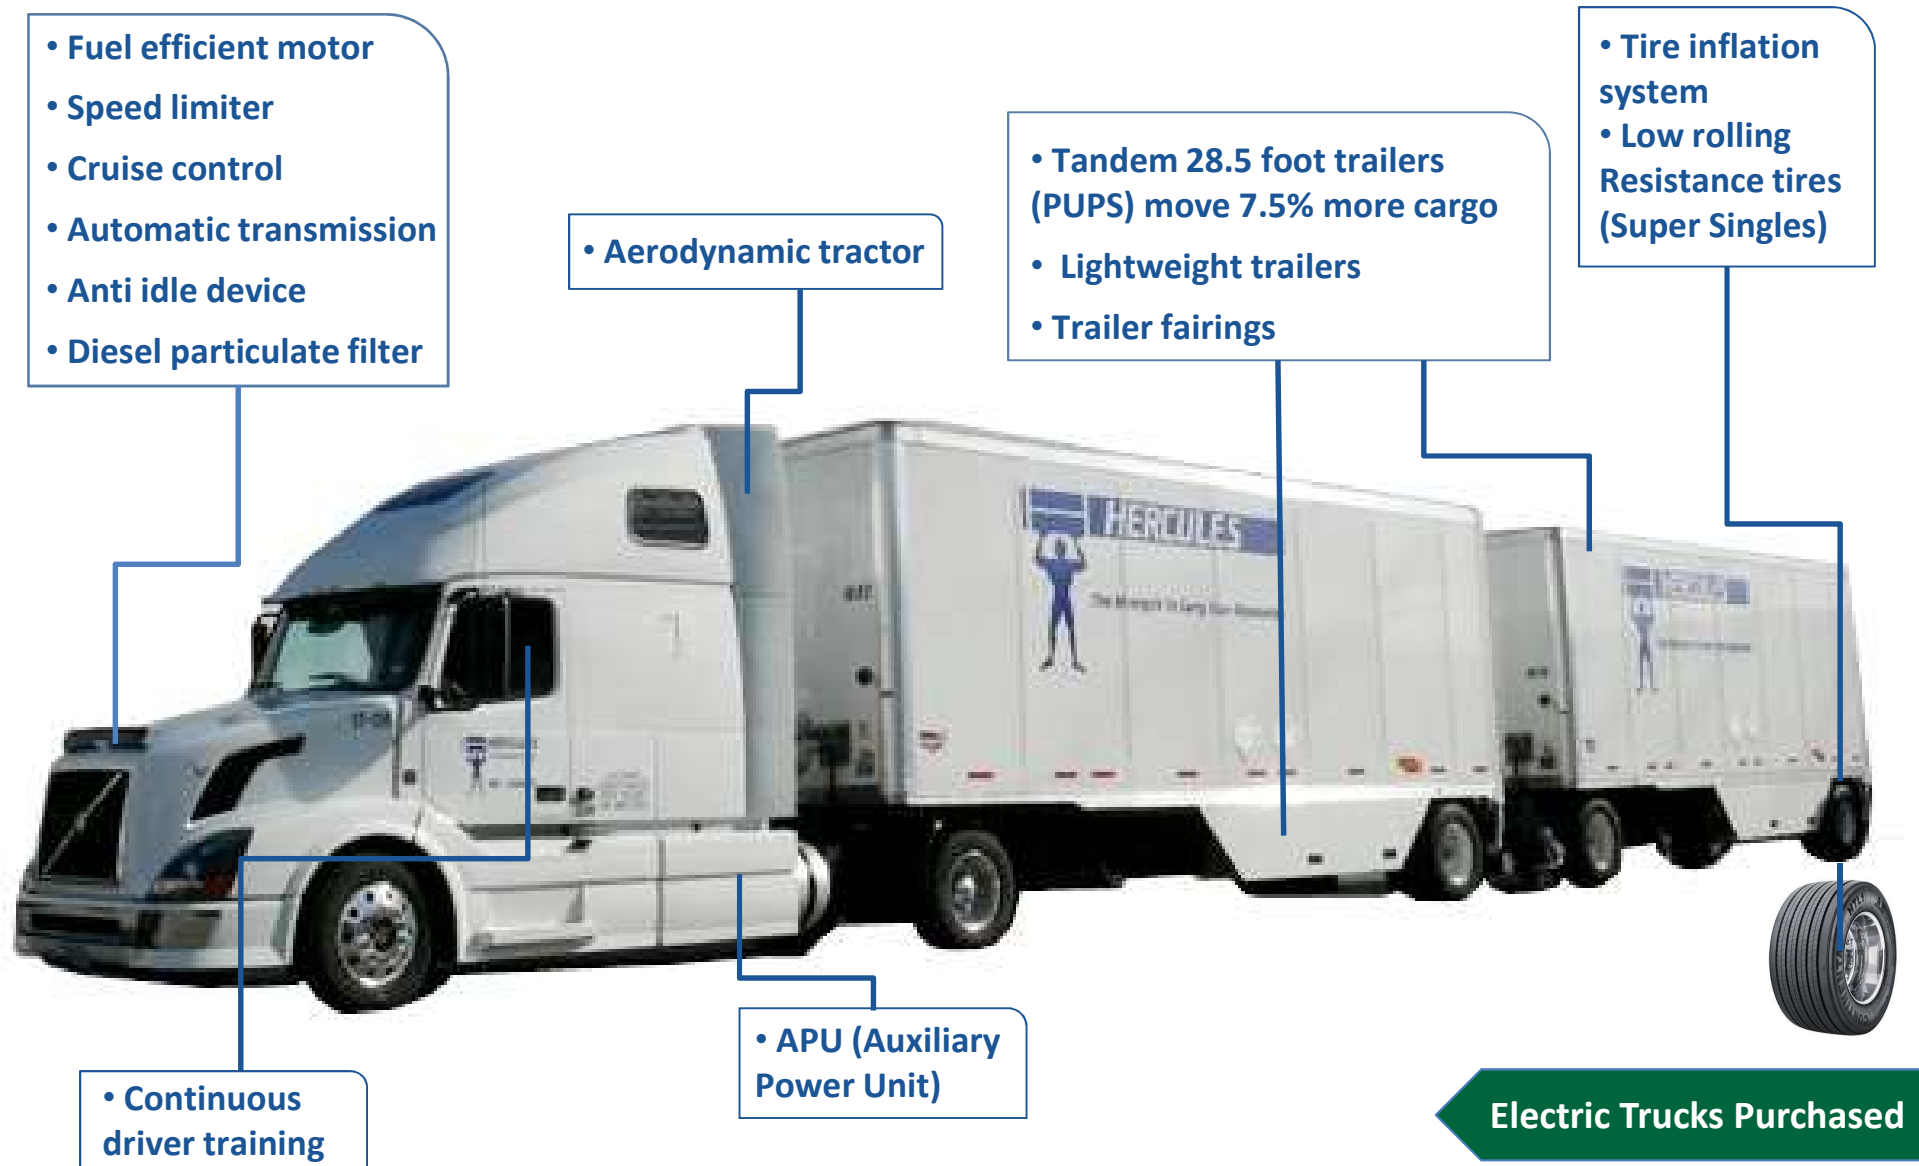 • Fuel efficient motor
• Speed limiter
• Cruise control
• Automatic transmission
• Anti idle device
• Diesel particulate filter
• Aerodynamic tractor
• Tandem 28.5 foot trailers
(PUPS) move 7.5% more cargo
• Lightweight trailers
• Trailer fairings
• Tire inflation
system
• Low rolling
Resistance tires
(Super Singles)
HERCULES
HERCULES
HERCULES
• APU (Auxiliary
Power Unit)
• Continuous
driver training
Electric Trucks Purchased